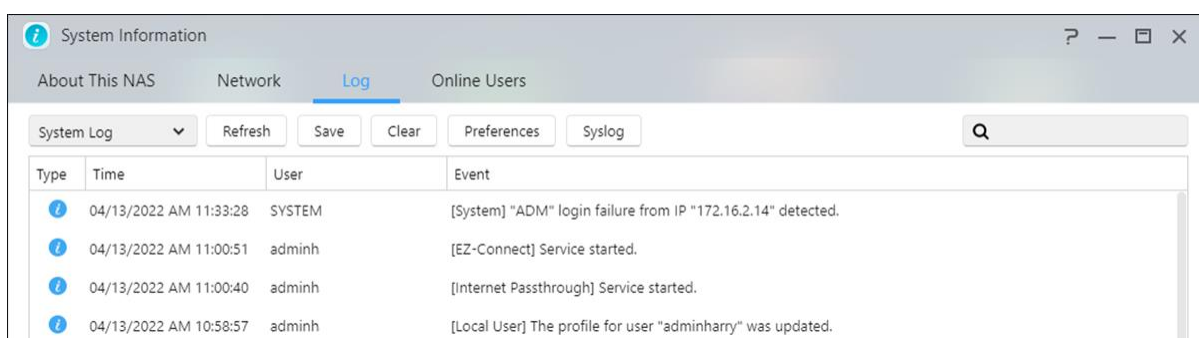 System Information
About This NAS Network Log Online Users
System Log Refresh Save Clear Preferences Syslog
Type Time User Event
04/13/2022 AM 11:33:28 SYSTEM [System] "ADM" login failure from IP "172.16.2.14" detected.
04/13/2022 AM 11:00:51 adminh [EZ-Connect] Service started.
04/13/2022 AM 11:00:40 adminh [Internet Passthrough] Service started.
04/13/2022 AM 10:58:57 adminh [Local User] The profile for user "adminharry" was updated.